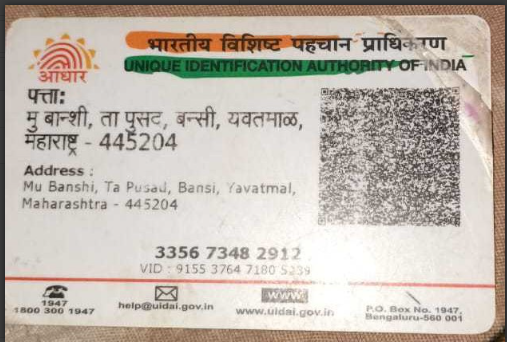 भारतीय विशिष्ट पहचान प्राधिकरण
UNIQUE IDENTIFICATION AUTHORITY OF INDIA
आधार
पत्ता:
मु बान्शी, ता पुसद, बन्सी, यवतमाळ,
महाराष्ट्र - 445204
Address :
Mu Banshi, Ta Pusad, Bansi, Yavatmal,
Maharashtra - 445204
3356 7348 2912
VID : 9155 3764 7180 5239
1947
1800 300 1947
help@uidai.gov.in
www
www.uidai.gov.in
P.O. Box No. 1947,
Bengaluru-560 001